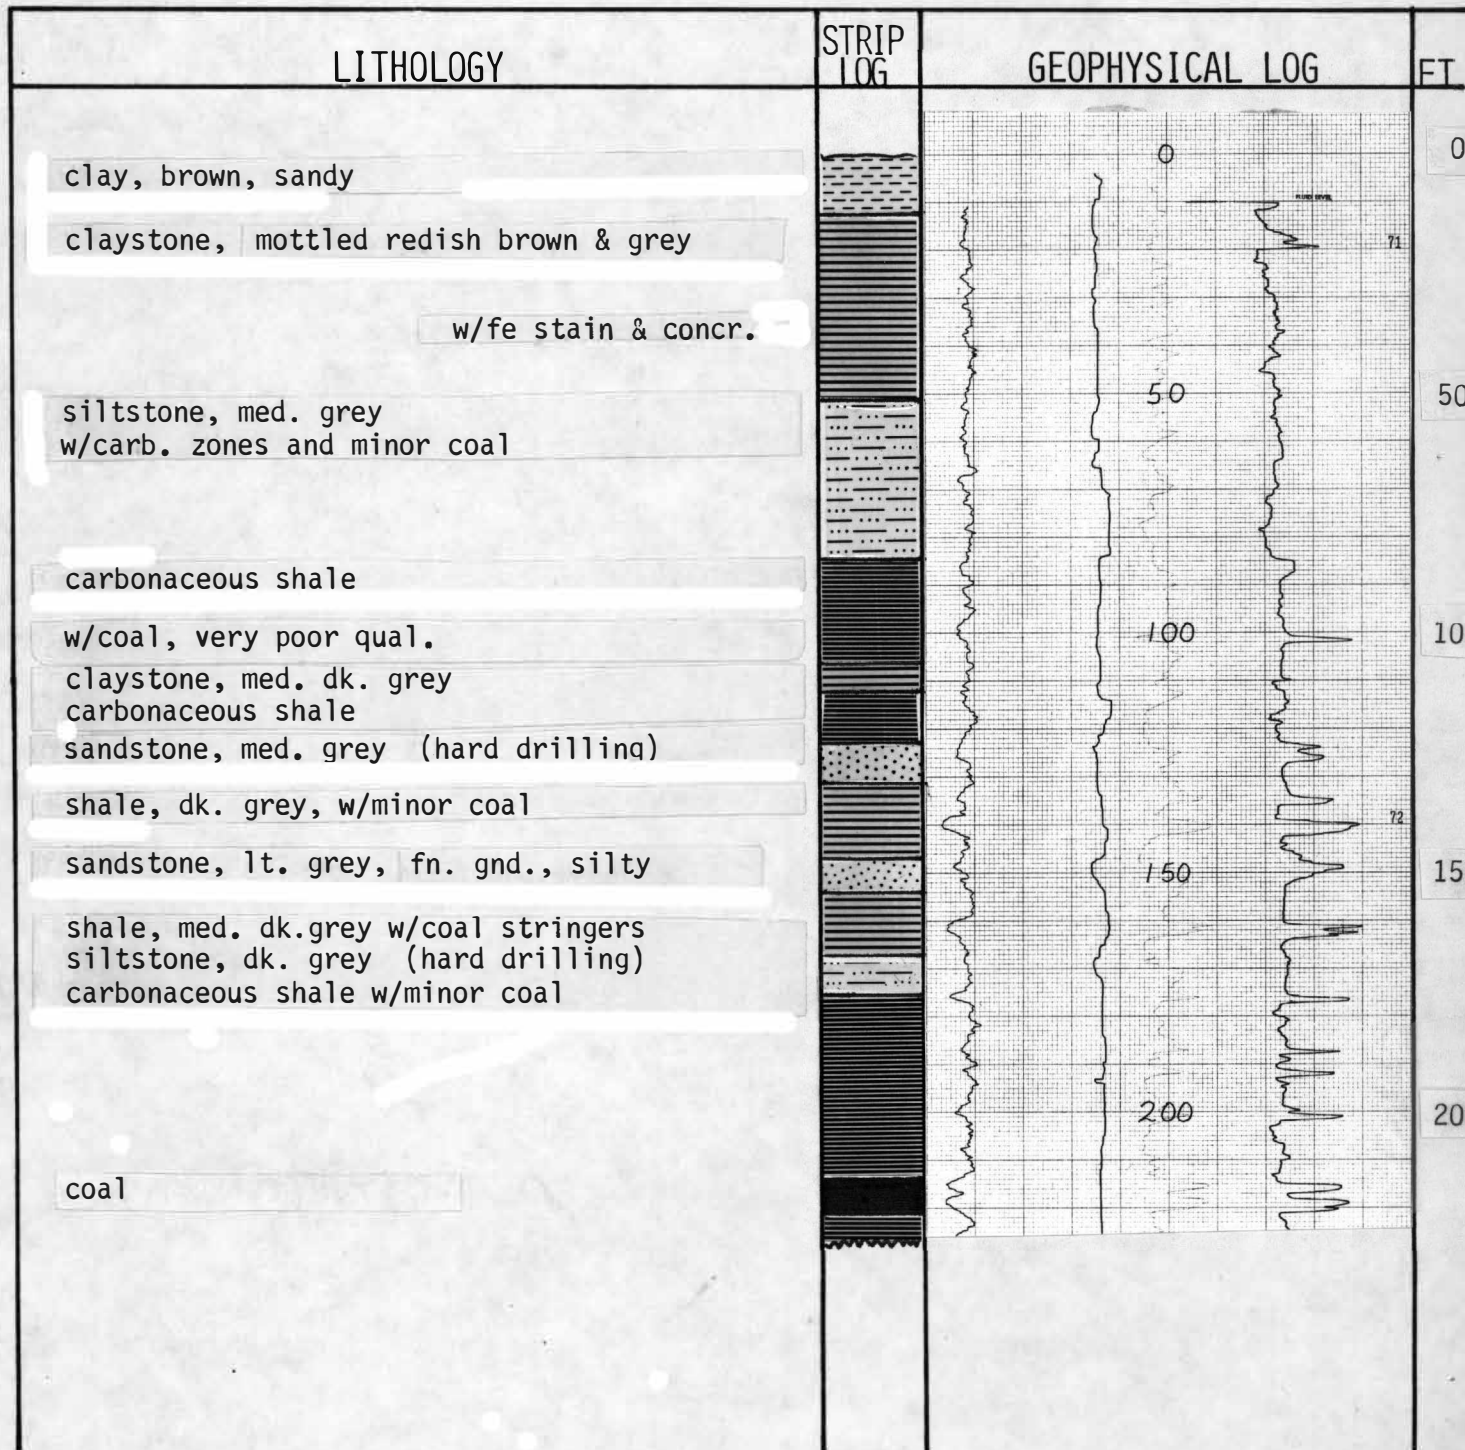 LITHOLOGY
STRIP LOG
GEOPHYSICAL LOG
FT.
clay, brown, sandy
claystone, mottled redish brown & grey
w/fe stain & concr.
siltstone, med. grey
w/carb. zones and minor coal
carbonaceous shale
w/coal, very poor qual.
claystone, med. dk. grey
carbonaceous shale
sandstone, med. grey (hard drilling)
shale, dk. grey, w/minor coal
sandstone, lt. grey, fn. gnd., silty
shale, med. dk.grey w/coal stringers
siltstone, dk. grey (hard drilling)
carbonaceous shale w/minor coal
coal
0
FLUID LEVEL
71
50
100
72
150
200
0
50
10
15
20